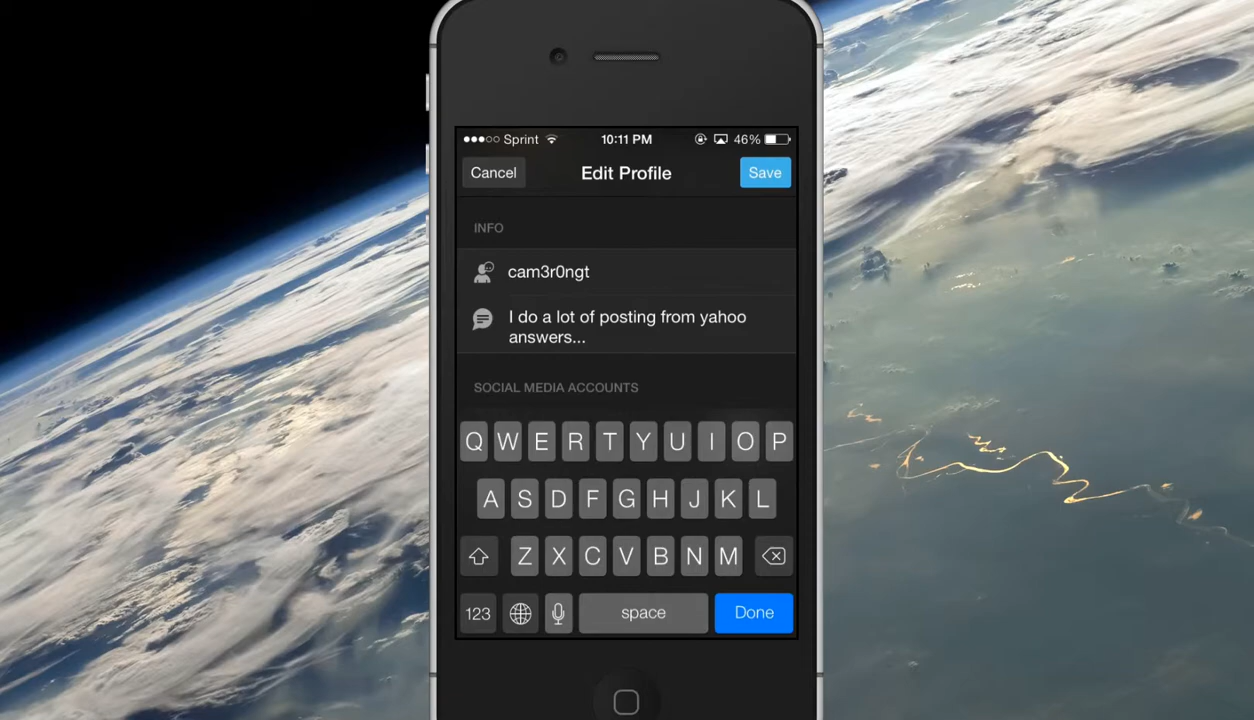 Sprint 10:11 PM 46%
Cancel Edit Profile Save
INFO
cam3r0ngt
I do a lot of posting from yahoo
answers...
SOCIAL MEDIA ACCOUNTS
Q W E R T Y U I O P
A S D F G H J K L
Z X C V B N M
123 space Done